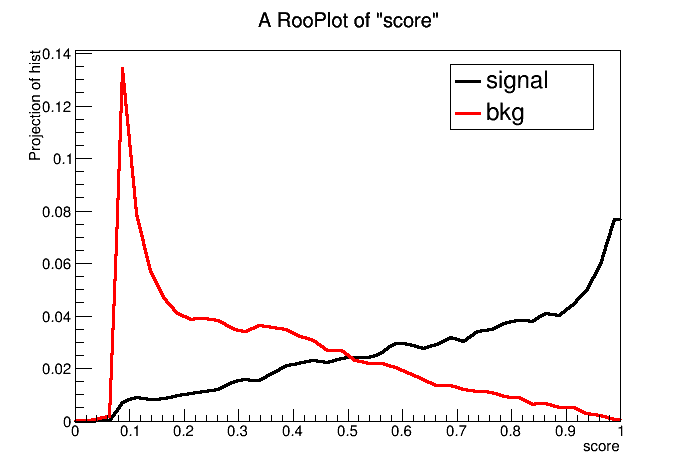 A RooPlot of "score"
Projection of hist
0.14
0.12
0.1
0.08
0.06
0.04
0.02
0
signal
bkg
0 0.1 0.2 0.3 0.4 0.5 0.6 0.7 0.8 0.9 1
score